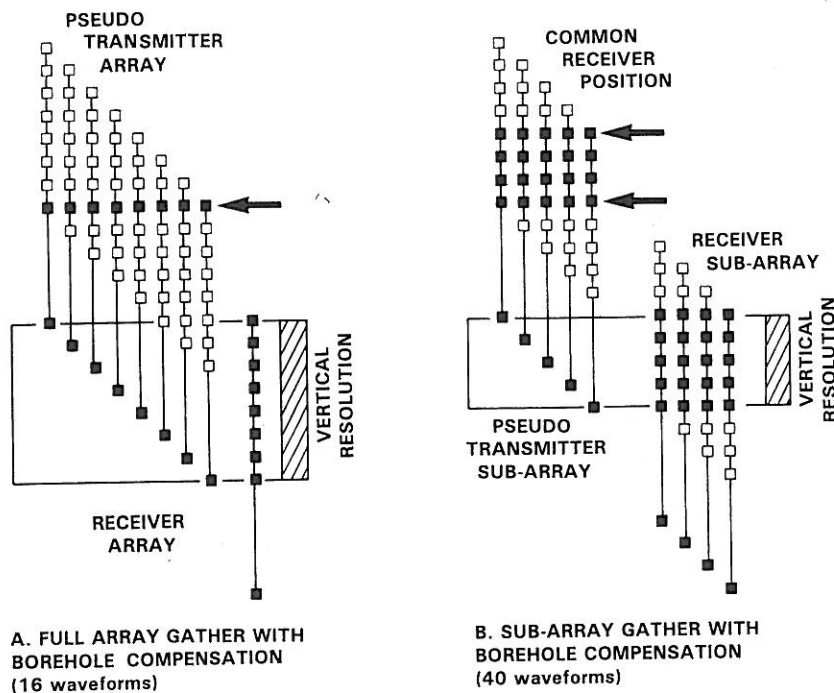 PSEUDO
TRANSMITTER
ARRAY
VERTICAL
RESOLUTION
RECEIVER
ARRAY
A. FULL ARRAY GATHER WITH
BOREHOLE COMPENSATION
(16 waveforms)
COMMON
RECEIVER
POSITION
RECEIVER
SUB-ARRAY
VERTICAL
RESOLUTION
PSEUDO
TRANSMITTER
SUB-ARRAY
B. SUB-ARRAY GATHER WITH
BOREHOLE COMPENSATION
(40 waveforms)